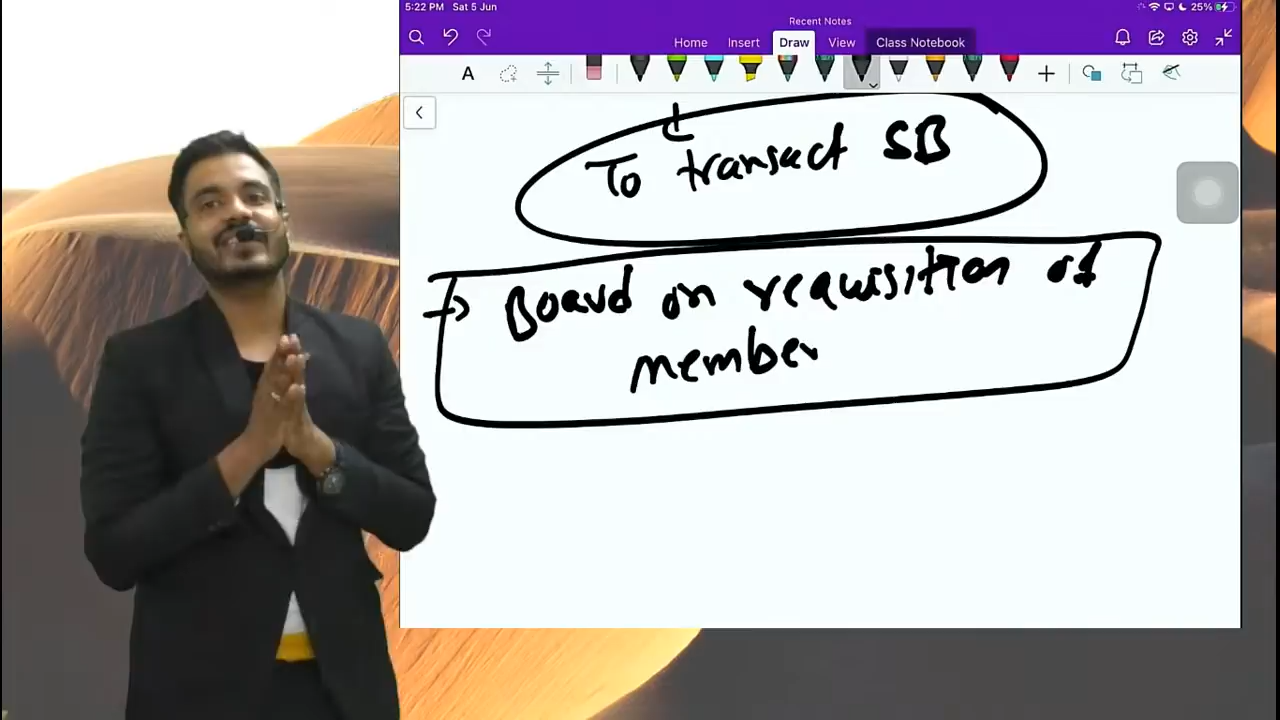 5:22 PM Sat 5 Jun
25%
Recent Notes
Home Insert Draw View Class Notebook
A
To transact SB
Board on requisition of
member